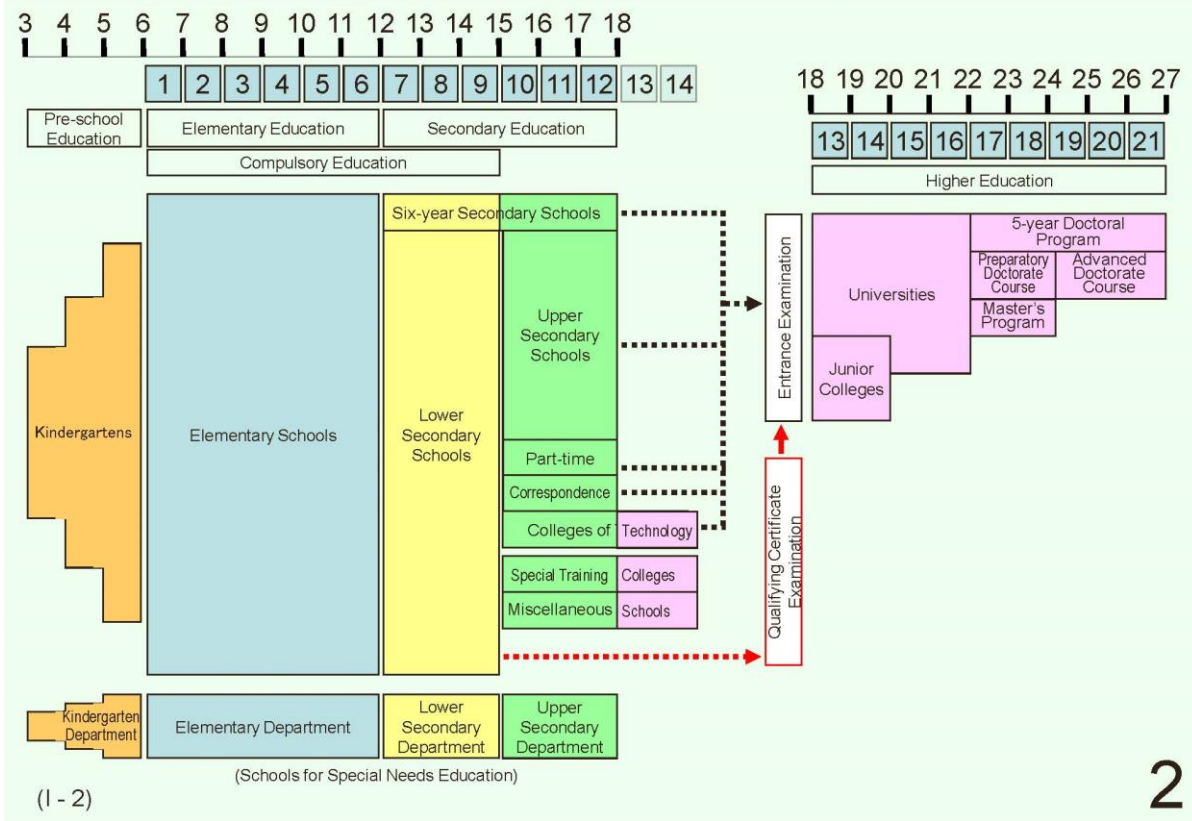 3 4 5 6 7 8 9 10 11 12 13 14 15 16 17 18
1 2 3 4 5 6 7 8 9 10 11 12 13 14
Pre-school
Education
Elementary Education
Secondary Education
Compulsory Education
18 19 20 21 22 23 24 25 26 27
13 14 15 16 17 18 19 20 21
Higher Education
Kindergartens
Elementary Schools
Six-year Secondary Schools
Lower
Secondary
Schools
Upper
Secondary
Schools
Part-time
Correspondence
Colleges of Technology
Special Training Colleges
Miscellaneous Schools
Entrance Examination
Qualifying Certificate
Examination
Universities
Junior
Colleges
5-year Doctoral
Program
Preparatory
Doctorate
Course
Advanced
Doctorate
Course
Master's
Program
Kindergarten
Department
Elementary Department
Lower
Secondary
Department
Upper
Secondary
Department
(Schools for Special Needs Education)
(I - 2)
2